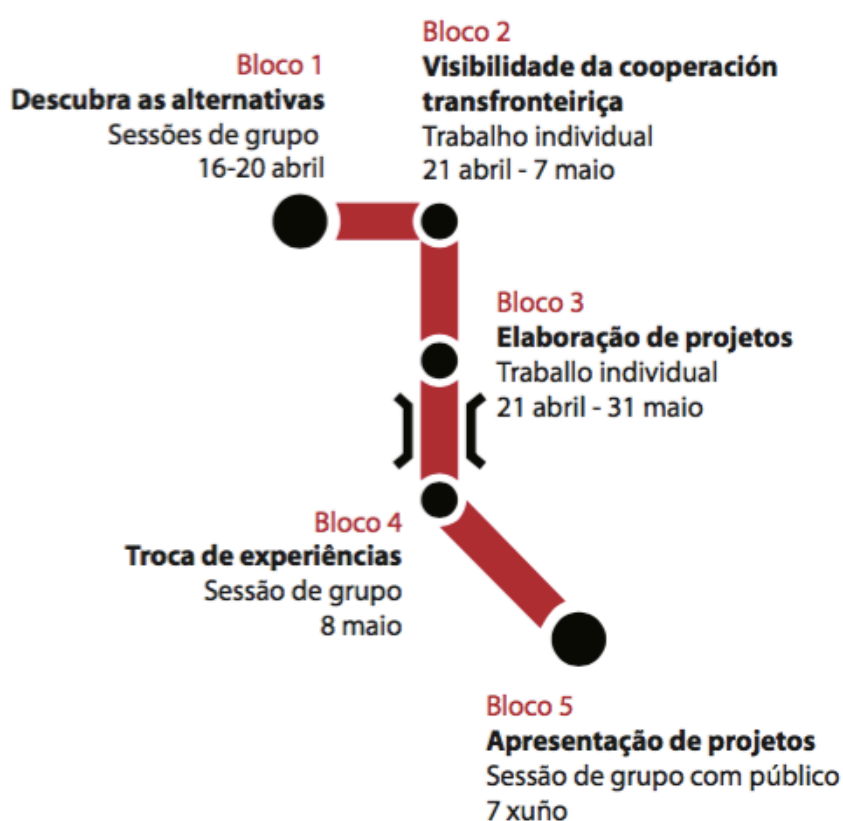 Bloco 1
Descubra as alternativas
Sessões de grupo
16-20 abril
Bloco 2
Visibilidade da cooperación
transfronteiriça
Trabalho individual
21 abril - 7 maio
Bloco 3
Elaboração de projetos
Traballo individual
21 abril - 31 maio
Bloco 4
Troca de experiências
Sessão de grupo
8 maio
Bloco 5
Apresentação de projetos
Sessão de grupo com público
7 xuño